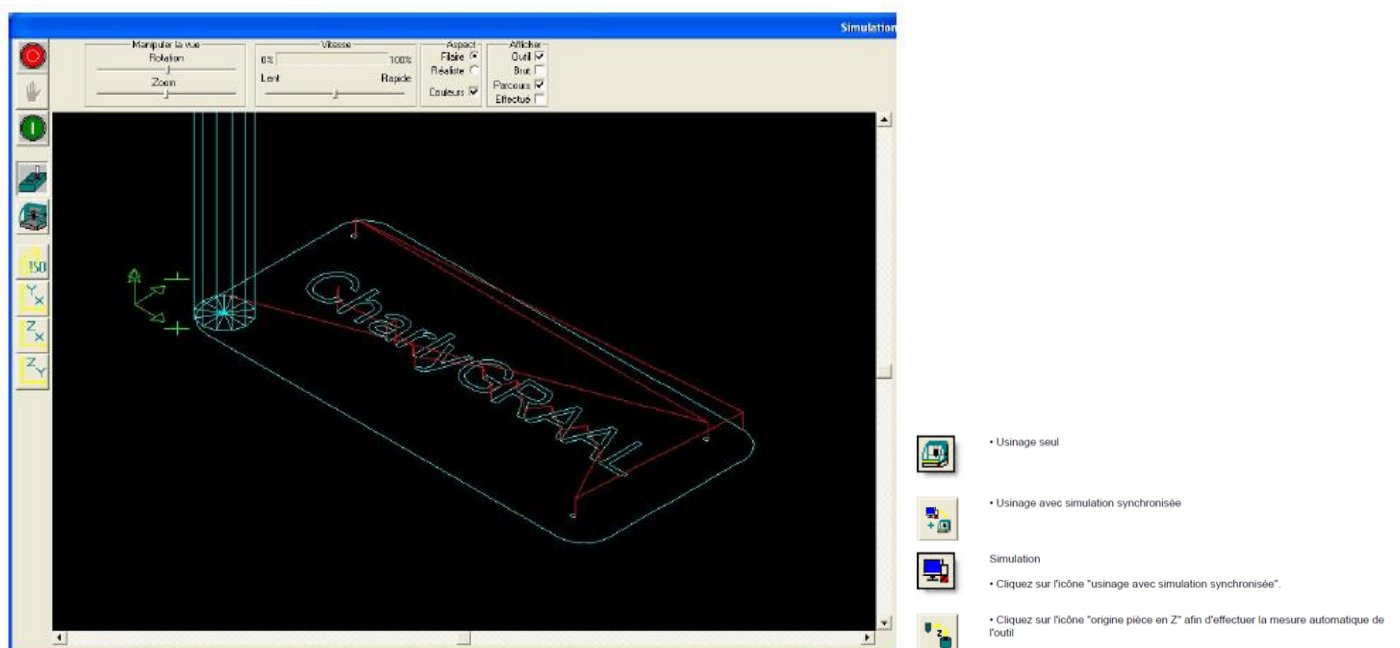 Simulation
Manipuler la vue
Rotation
Zoom
Vitesse
0% 100%
Lent Rapide
Aspect
Filaire
Réaliste
Couleurs
Afficher
Outil
Brut
Parcours
Effectué
ISO
Y X
Z X
Z Y
CharlyGRAAL
• Usinage seul
• Usinage avec simulation synchronisée
Simulation
• Cliquez sur l'icône "usinage avec simulation synchronisée".
• Cliquez sur l'icône "origine pièce en Z" afin d'effectuer la mesure automatique de
l'outil